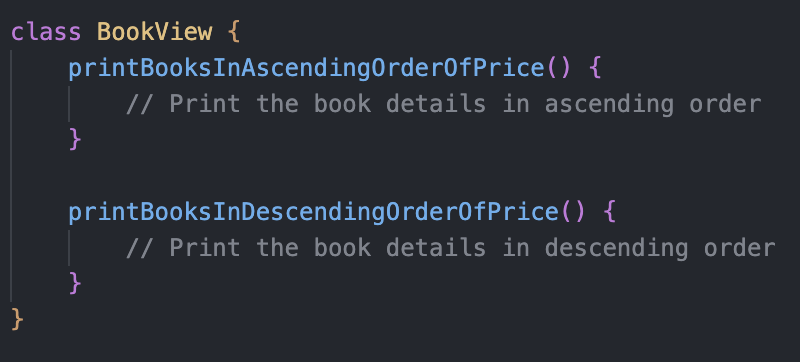 class BookView {
    printBooksInAscendingOrderOfPrice() {
        // Print the book details in ascending order
    }

    printBooksInDescendingOrderOfPrice() {
        // Print the book details in descending order
    }
}